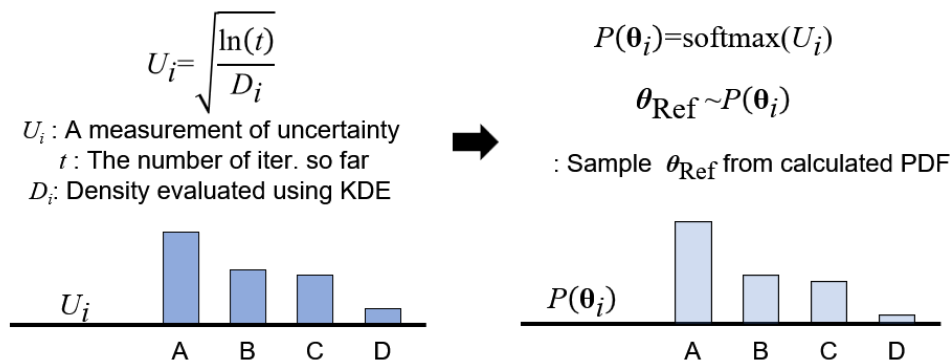 U_i=√(ln(t)/D_i)
U_i : A measurement of uncertainty
t : The number of iter. so far
D_i: Density evaluated using KDE
U_i
A B C D
P(θ_i)=softmax(U_i)
θ_Ref ~P(θ_i)
: Sample θ_Ref from calculated PDF
P(θ_i)
A B C D